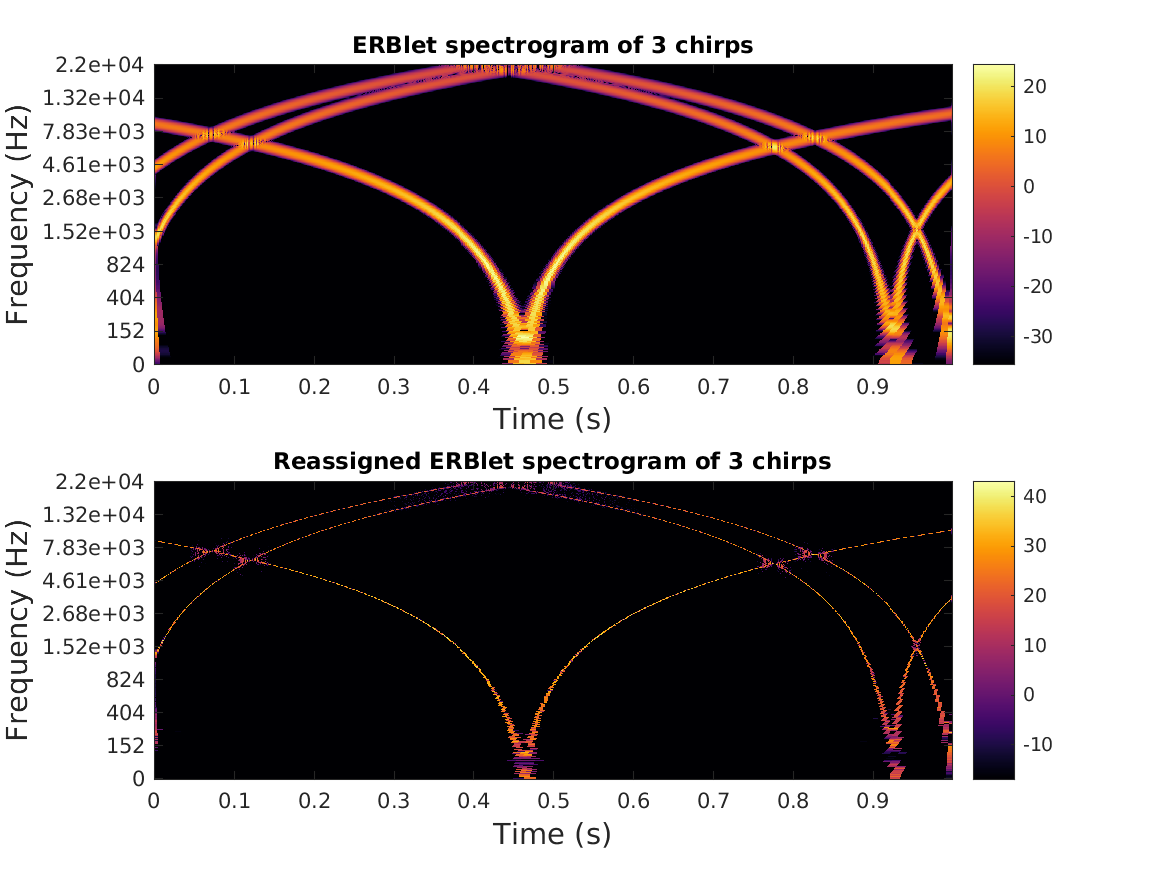 ERBlet spectrogram of 3 chirps
Frequency (Hz)
2.2e+04
1.32e+04
7.83e+03
4.61e+03
2.68e+03
1.52e+03
824
404
152
0
0 0.1 0.2 0.3 0.4 0.5 0.6 0.7 0.8 0.9
Time (s)
20
10
0
-10
-20
-30
Reassigned ERBlet spectrogram of 3 chirps
Frequency (Hz)
2.2e+04
1.32e+04
7.83e+03
4.61e+03
2.68e+03
1.52e+03
824
404
152
0
0 0.1 0.2 0.3 0.4 0.5 0.6 0.7 0.8 0.9
Time (s)
40
30
20
10
0
-10